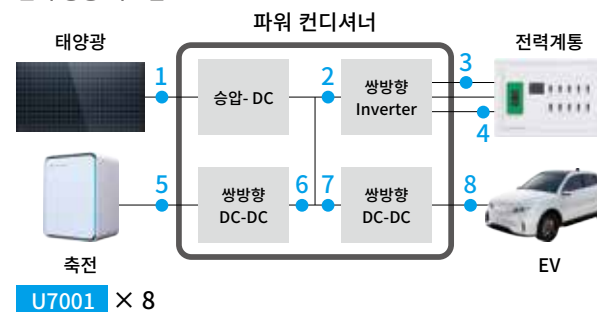 파워 컨디셔너
태양광
전력계통
1
2
3
승압- DC
쌍방향
Inverter
4
5
6
7
8
쌍방향
DC-DC
쌍방향
DC-DC
축전
EV
U7001 × 8